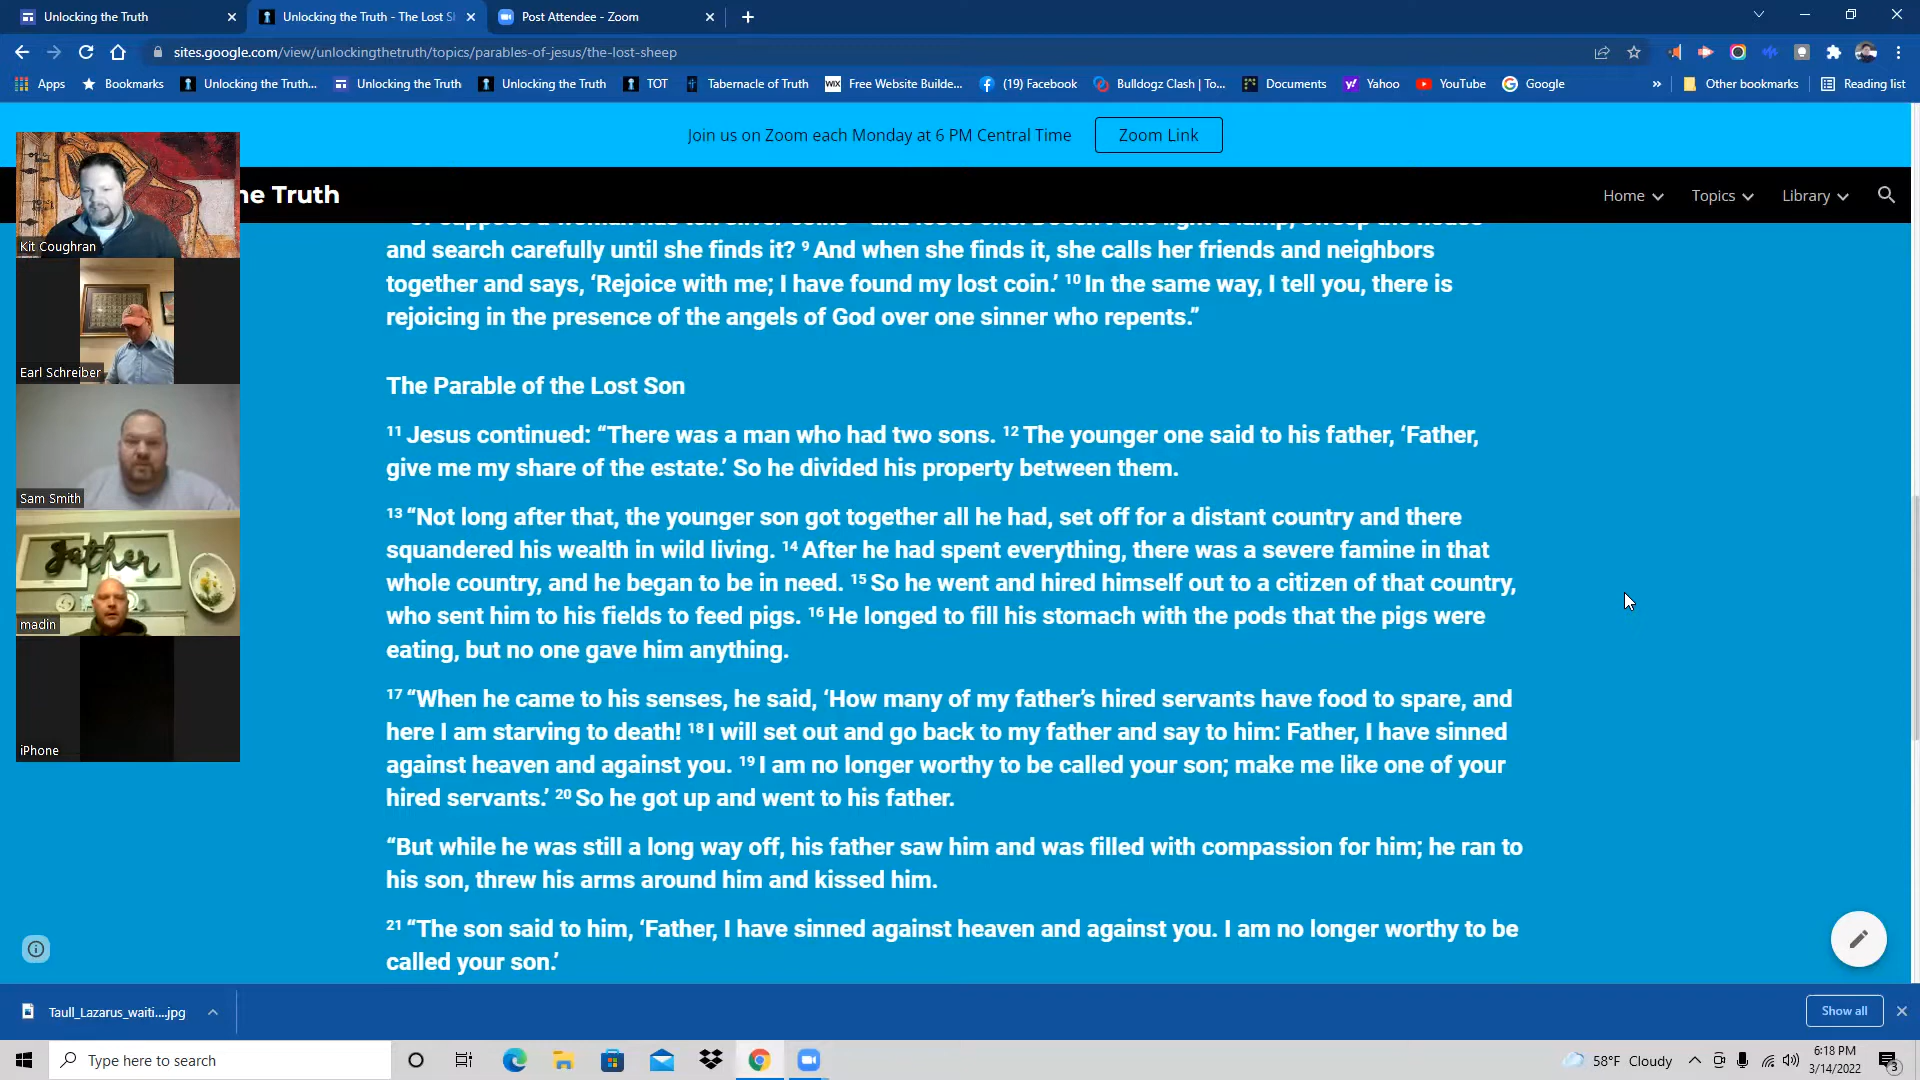 Unlocking the Truth
Unlocking the Truth - The Lost Sh
Post Attendee - Zoom
sites.google.com/view/unlockingthetruth/topics/parables-of-jesus/the-lost-sheep
Apps
Bookmarks
Unlocking the Truth...
Unlocking the Truth
Unlocking the Truth
TOT
Tabernacle of Truth
WIX
Free Website Builde...
(19) Facebook
Bulldogz Clash | To...
Documents
Yahoo
YouTube
Google
»
Other bookmarks
Reading list
Join us on Zoom each Monday at 6 PM Central Time
Zoom Link
he Truth
Home
Topics
Library
and search carefully until she finds it? 9 And when she finds it, she calls her friends and neighbors
together and says, ‘Rejoice with me; I have found my lost coin.’ 10 In the same way, I tell you, there is
rejoicing in the presence of the angels of God over one sinner who repents.”
The Parable of the Lost Son
11 Jesus continued: “There was a man who had two sons. 12 The younger one said to his father, ‘Father,
give me my share of the estate.’ So he divided his property between them.
13 “Not long after that, the younger son got together all he had, set off for a distant country and there
squandered his wealth in wild living. 14 After he had spent everything, there was a severe famine in that
whole country, and he began to be in need. 15 So he went and hired himself out to a citizen of that country,
who sent him to his fields to feed pigs. 16 He longed to fill his stomach with the pods that the pigs were
eating, but no one gave him anything.
17 “When he came to his senses, he said, ‘How many of my father’s hired servants have food to spare, and
here I am starving to death! 18 I will set out and go back to my father and say to him: Father, I have sinned
against heaven and against you. 19 I am no longer worthy to be called your son; make me like one of your
hired servants.’ 20 So he got up and went to his father.
“But while he was still a long way off, his father saw him and was filled with compassion for him; he ran to
his son, threw his arms around him and kissed him.
21 “The son said to him, ‘Father, I have sinned against heaven and against you. I am no longer worthy to be
called your son.’
Kit Coughran
Earl Schreiber
Sam Smith
gather
madin
iPhone
Taull_Lazarus_waiti....jpg
Show all
Type here to search
58°F Cloudy
6:18 PM
3/14/2022
3